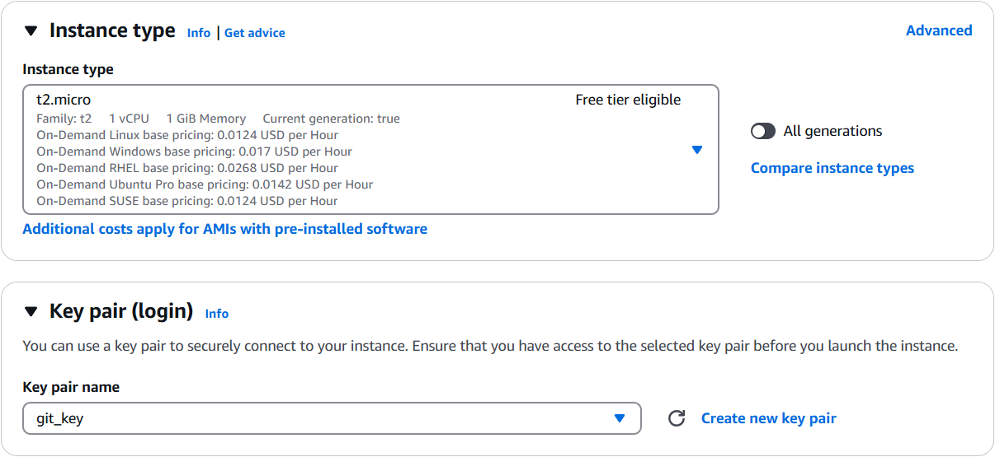 Instance type Info | Get advice Advanced
Instance type
t2.micro Free tier eligible
Family: t2 1 vCPU 1 GiB Memory Current generation: true
On-Demand Linux base pricing: 0.0124 USD per Hour
On-Demand Windows base pricing: 0.017 USD per Hour
On-Demand RHEL base pricing: 0.0268 USD per Hour
On-Demand Ubuntu Pro base pricing: 0.0142 USD per Hour
On-Demand SUSE base pricing: 0.0124 USD per Hour
All generations
Compare instance types
Additional costs apply for AMIs with pre-installed software
Key pair (login) Info
You can use a key pair to securely connect to your instance. Ensure that you have access to the selected key pair before you launch the instance.
Key pair name
git_key
Create new key pair